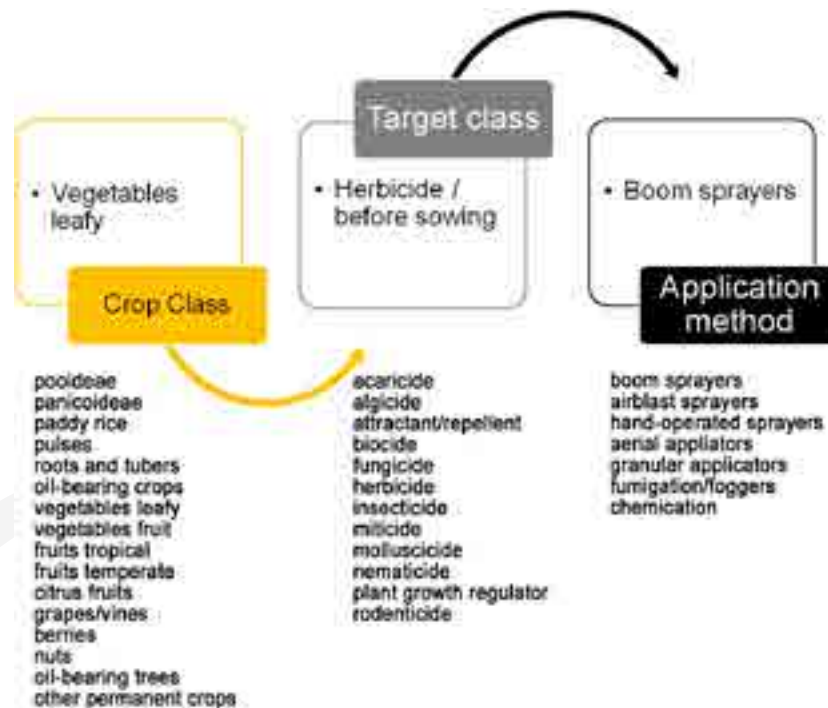 Target class
• Vegetables
leafy
• Herbicide /
before sowing
• Boom sprayers
Crop Class
Application
method
pooideae
panicoideae
paddy rice
pulses
roots and tubers
oil-bearing crops
vegetables leafy
vegetables fruit
fruits tropical
fruits temperate
citrus fruits
grapes/vines
berries
nuts
oil-bearing trees
other permanent crops
acaricide
algicide
attractant/repellent
biocide
fungicide
herbicide
insecticide
miticide
molluscicide
nematicide
plant growth regulator
rodenticide
boom sprayers
airblast sprayers
hand-operated sprayers
aerial appliators
granular applicators
fumigation/foggers
chemication